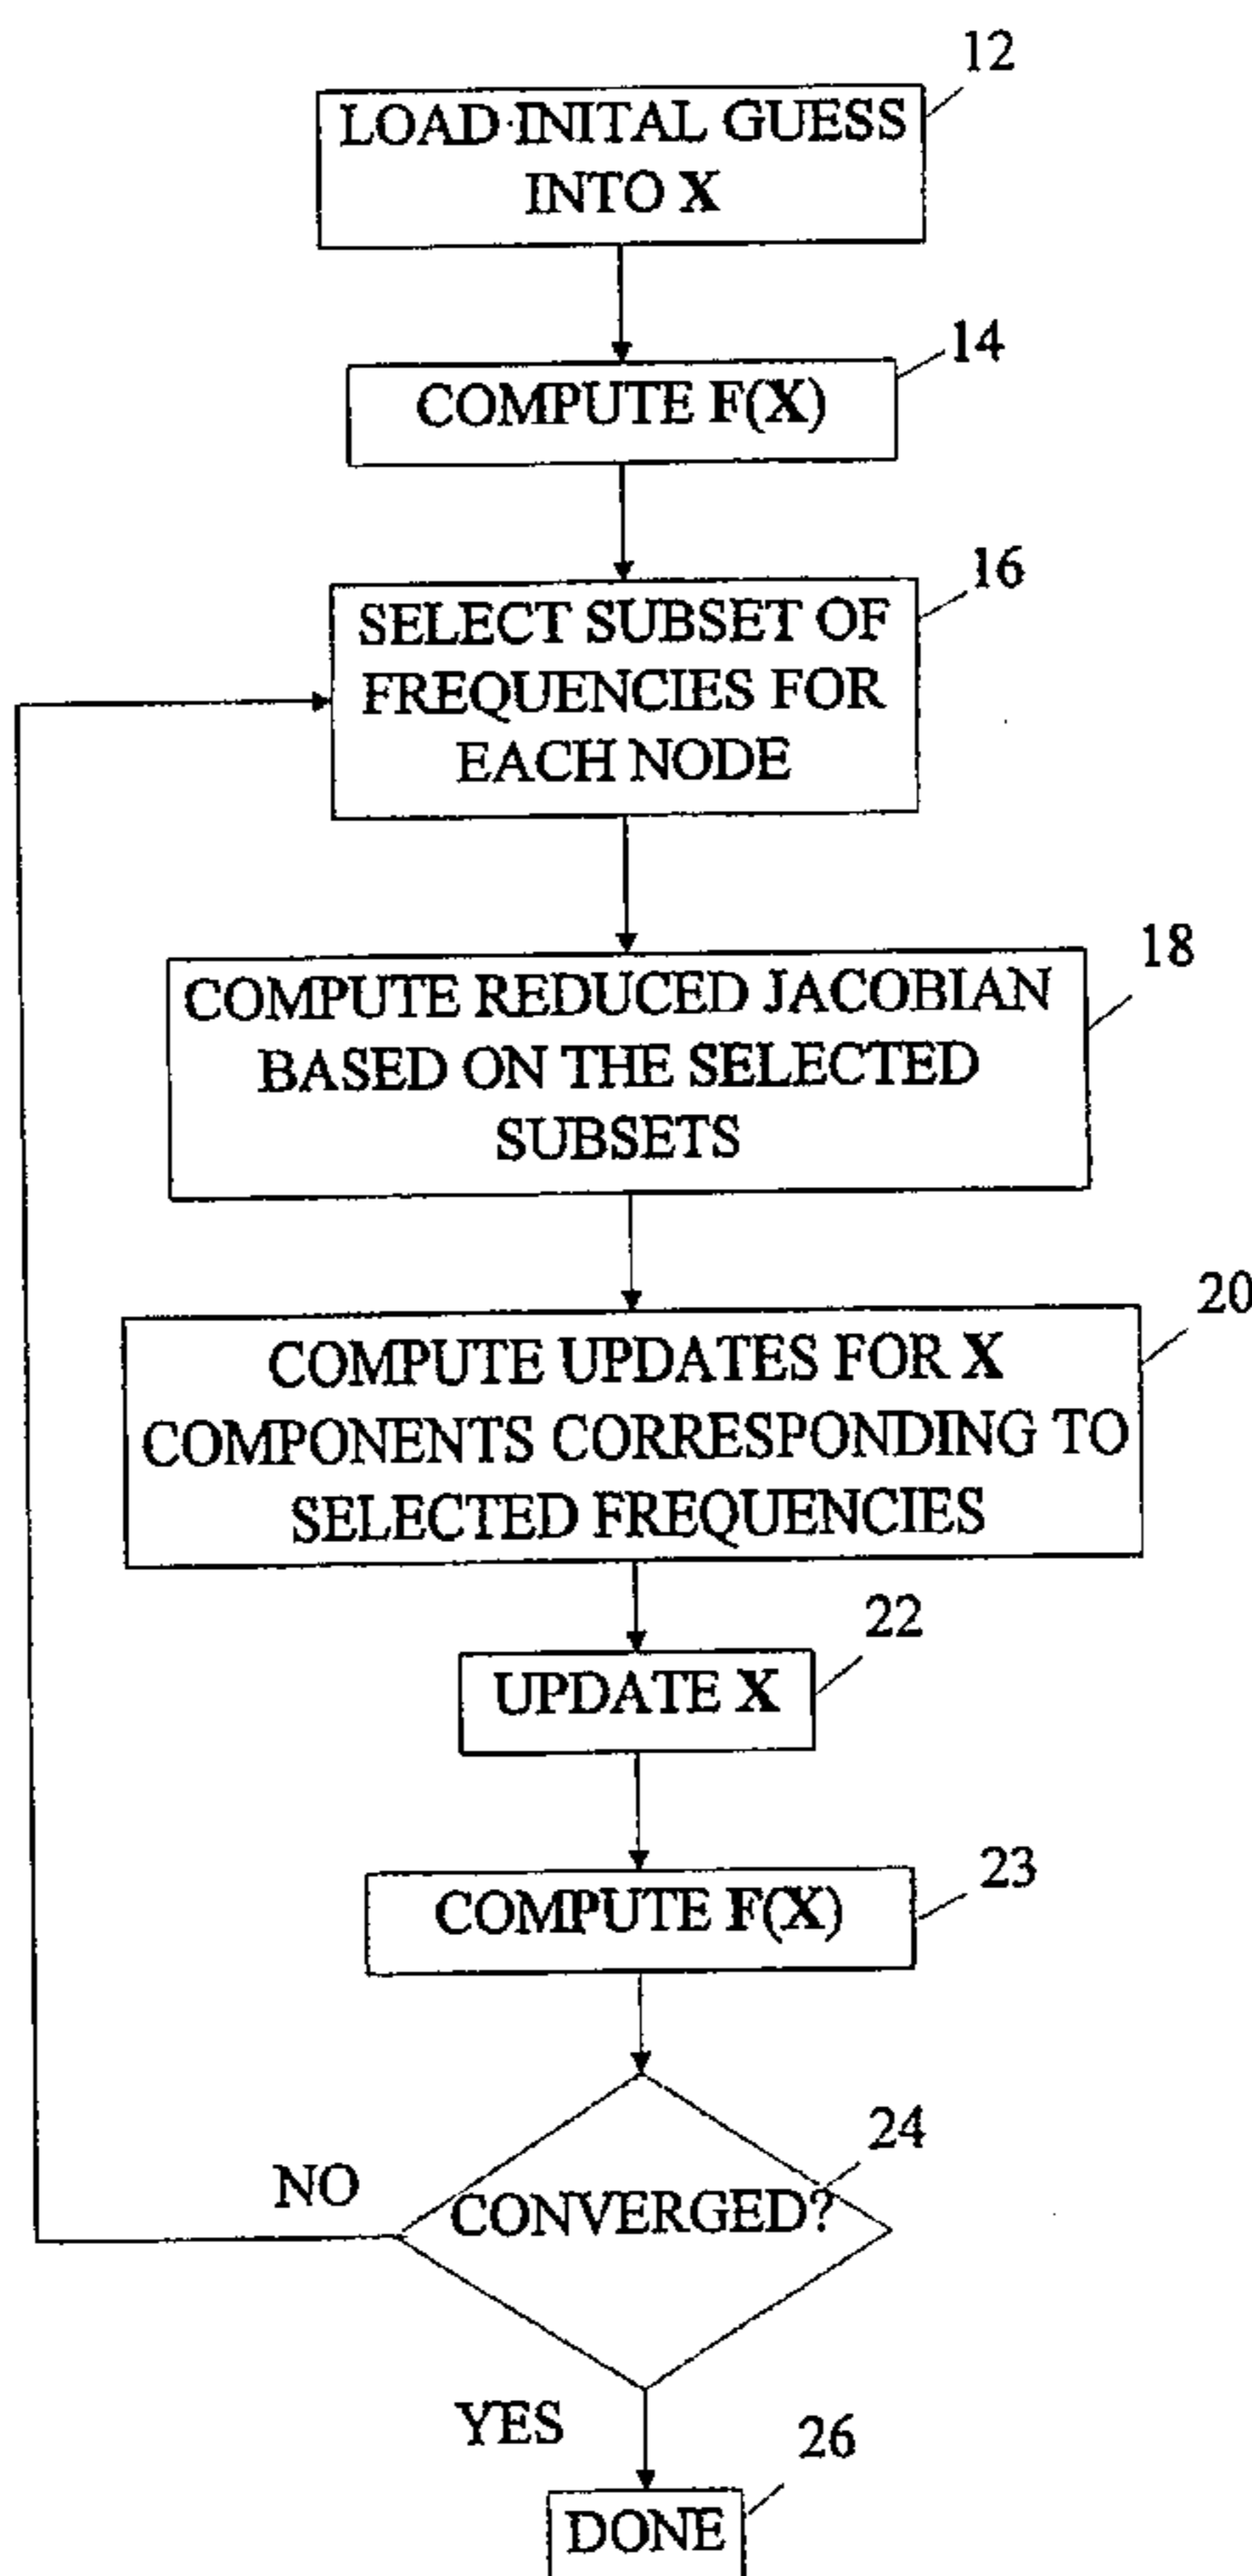 12
LOAD INITAL GUESS
INTO X
14
COMPUTE F(X)
16
SELECT SUBSET OF
FREQUENCIES FOR
EACH NODE
18
COMPUTE REDUCED JACOBIAN
BASED ON THE SELECTED
SUBSETS
20
COMPUTE UPDATES FOR X
COMPONENTS CORRESPONDING TO
SELECTED FREQUENCIES
22
UPDATE X
23
COMPUTE F(X)
24
NO
CONVERGED?
YES
26
DONE